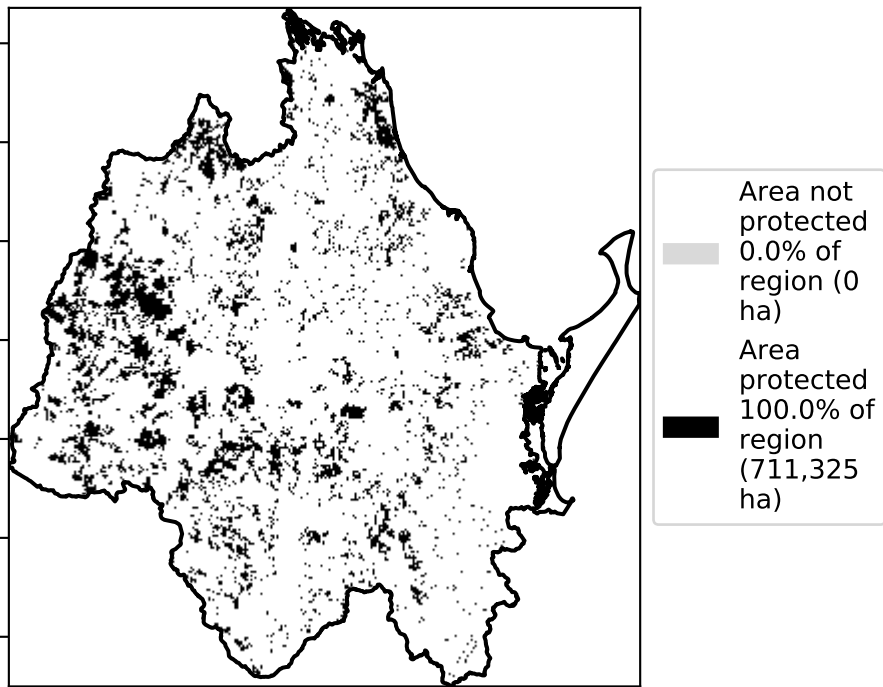 Area not
protected
0.0% of
region (0
ha)
Area
protected
100.0% of
region
(711,325
ha)